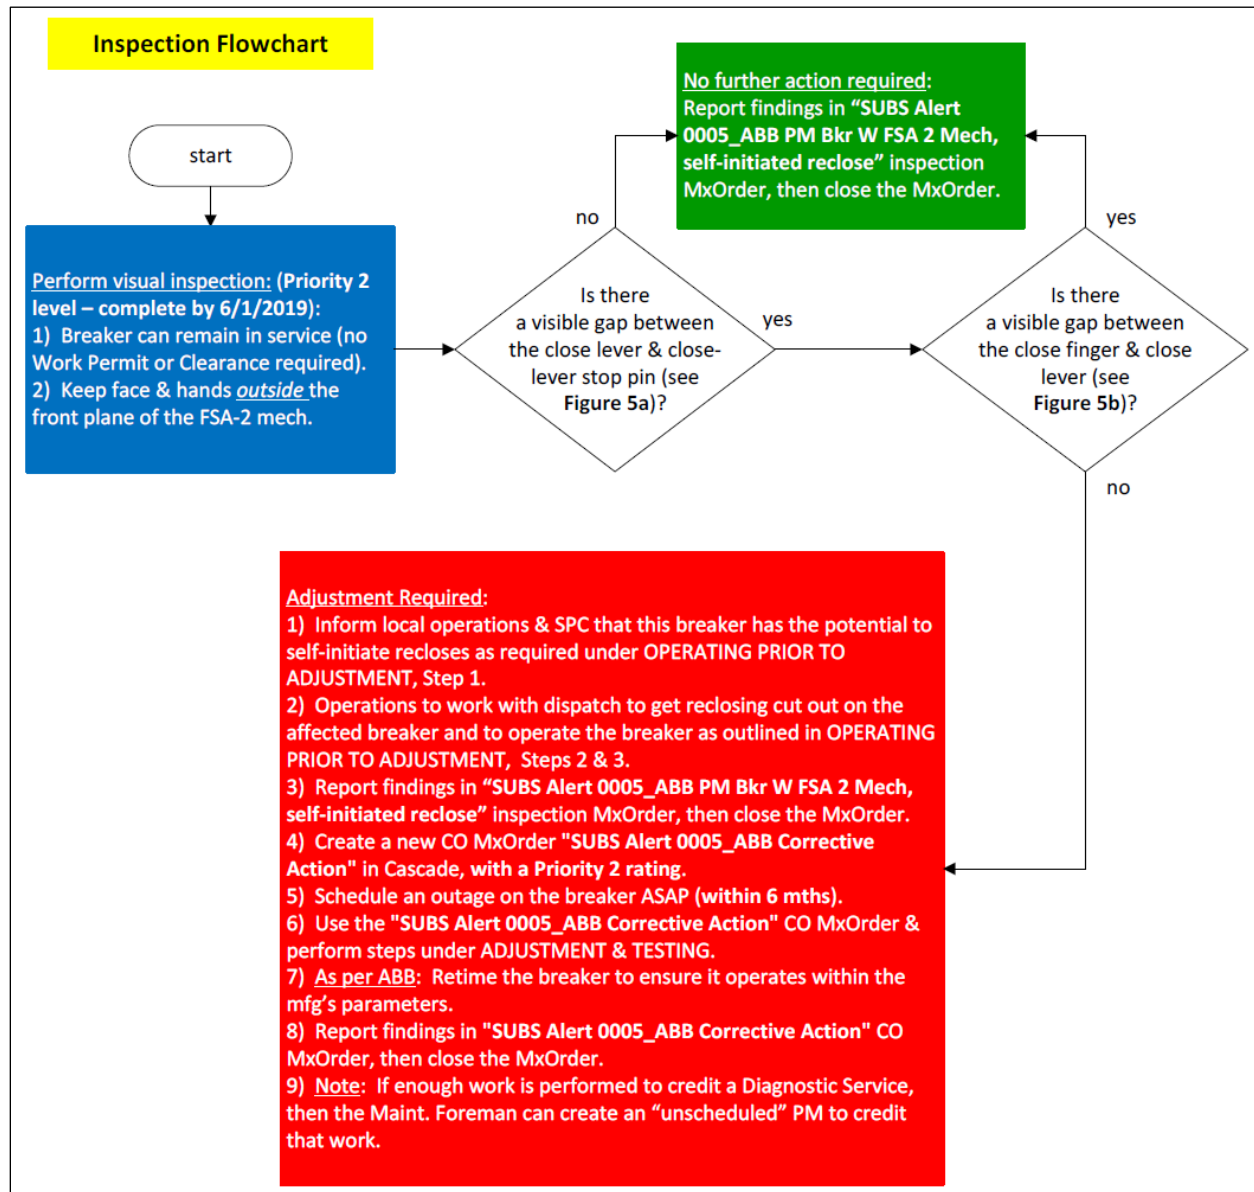 Inspection Flowchart
start
Perform visual inspection: (Priority 2
level – complete by 6/1/2019):
1) Breaker can remain in service (no
Work Permit or Clearance required).
2) Keep face & hands outside the
front plane of the FSA-2 mech.
Is there
a visible gap between
the close lever & close-
lever stop pin (see
Figure 5a)?
no
yes
No further action required:
Report findings in “SUBS Alert
0005_ABB PM Bkr W FSA 2 Mech,
self-initiated reclose” inspection
MxOrder, then close the MxOrder.
Is there
a visible gap between
the close finger & close
lever (see
Figure 5b)?
yes
no
Adjustment Required:
1) Inform local operations & SPC that this breaker has the potential to
self-initiate recloses as required under OPERATING PRIOR TO
ADJUSTMENT, Step 1.
2) Operations to work with dispatch to get reclosing cut out on the
affected breaker and to operate the breaker as outlined in OPERATING
PRIOR TO ADJUSTMENT, Steps 2 & 3.
3) Report findings in “SUBS Alert 0005_ABB PM Bkr W FSA 2 Mech,
self-initiated reclose” inspection MxOrder, then close the MxOrder.
4) Create a new CO MxOrder "SUBS Alert 0005_ABB Corrective
Action" in Cascade, with a Priority 2 rating.
5) Schedule an outage on the breaker ASAP (within 6 mths).
6) Use the "SUBS Alert 0005_ABB Corrective Action" CO MxOrder &
perform steps under ADJUSTMENT & TESTING.
7) As per ABB: Retime the breaker to ensure it operates within the
mfg’s parameters.
8) Report findings in "SUBS Alert 0005_ABB Corrective Action" CO
MxOrder, then close the MxOrder.
9) Note: If enough work is performed to credit a Diagnostic Service,
then the Maint. Foreman can create an “unscheduled” PM to credit
that work.